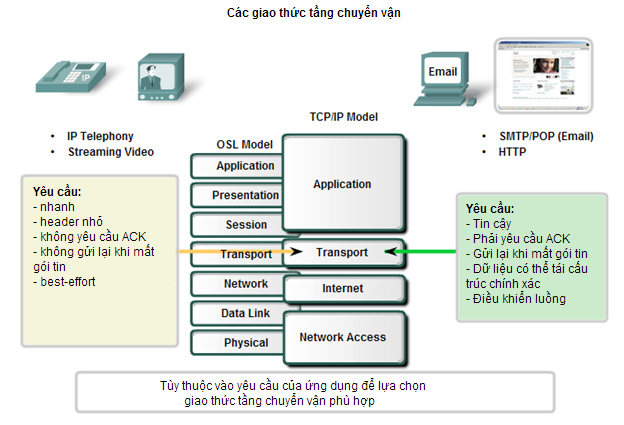 Các giao thức tầng chuyển vận
IP
Email
• IP Telephony
• Streaming Video
• SMTP/POP (Email)
• HTTP
TCP/IP Model
OSL Model
Application
Presentation
Session
Transport
Network
Data Link
Physical
Application
Transport
Internet
Network Access
Yêu cầu:
- nhanh
- header nhỏ
- không yêu cầu ACK
- không gửi lại khi mất
gói tin
- best-effort
Yêu cầu:
- Tin cậy
- Phải yêu cầu ACK
- Gửi lại khi mất gói tin
- Dữ liệu có thể tái cấu
trúc chính xác
- Điều khiển luồng
Tùy thuộc vào yêu cầu của ứng dụng để lựa chọn
giao thức tầng chuyển vận phù hợp